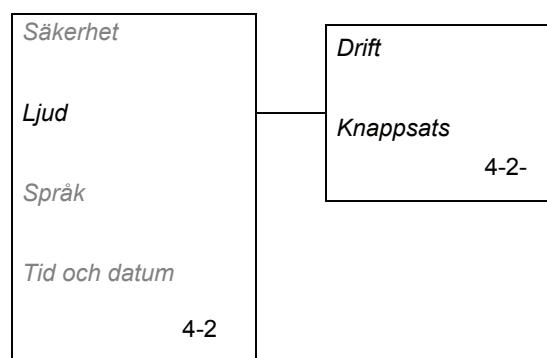 Säkerhet
Ljud
Språk
Tid och datum
4-2
Drift
Knappsats
4-2-